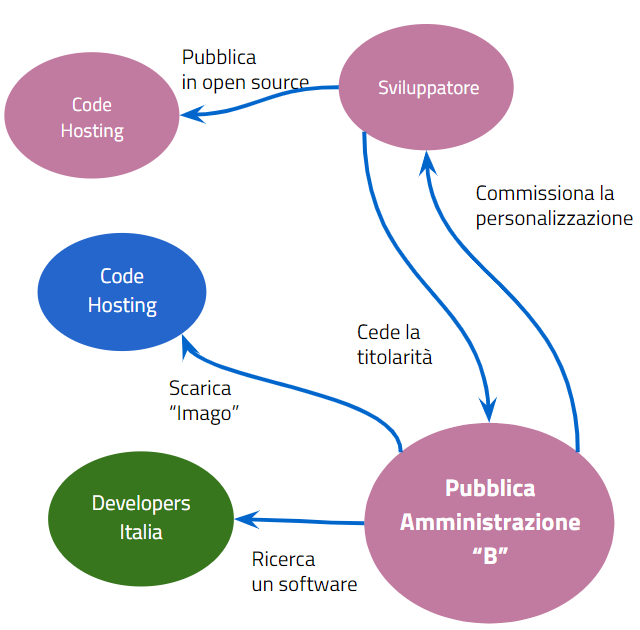 Pubblica
in open source
Sviluppatore
Code
Hosting
Commissiona la
personalizzazione
Code
Hosting
Cede la
titolarità
Scarica
“Imago”
Pubblica
Amministrazione
“B”
Developers
Italia
Ricerca
un software